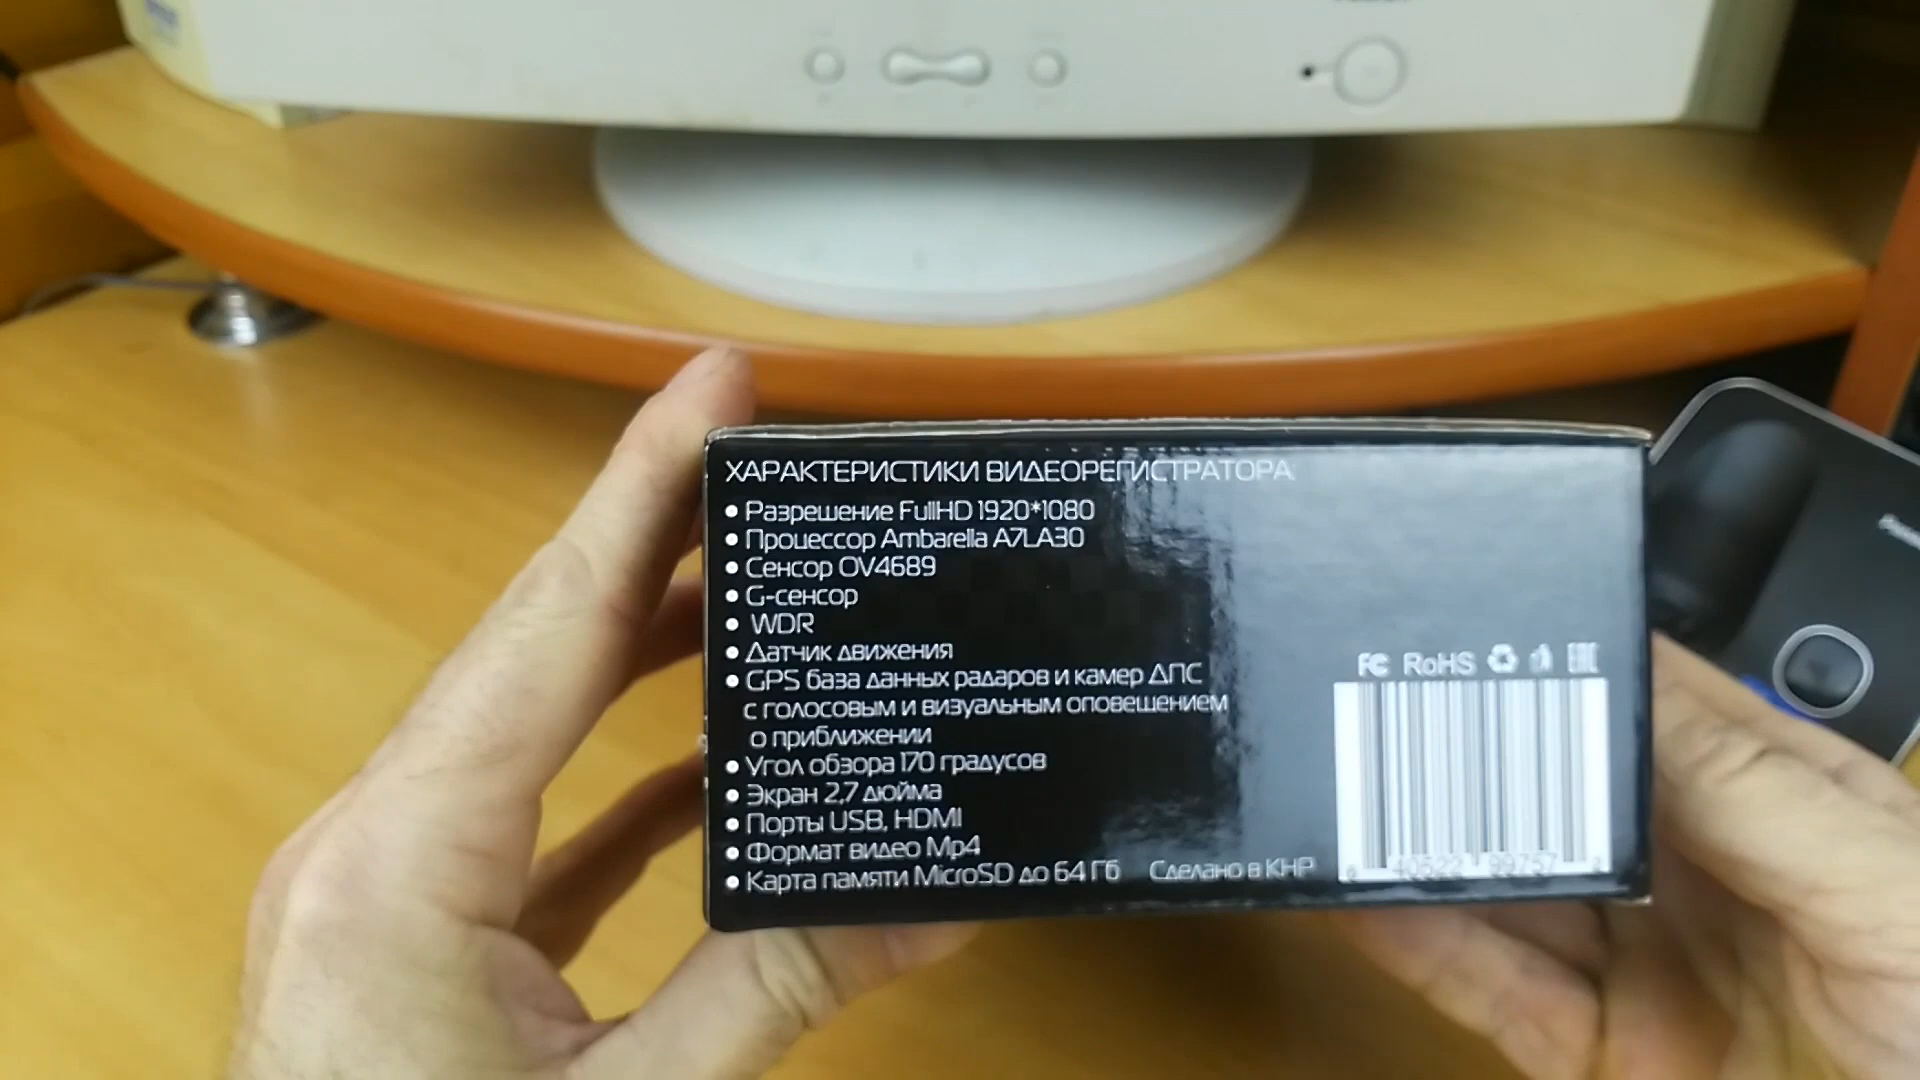 ХАРАКТЕРИСТИКИ ВИДЕОРЕГИСТРАТОРА
• Разрешение FullHD 1920*1080
• Процессор Ambarella A7LA30
• Сенсор OV4689
• G-сенсор
• WDR
• Датчик движения
• GPS база данных радаров и камер ДПС
с голосовым и визуальным оповещением
о приближении
• Угол обзора 170 градусов
• Экран 2,7 дюйма
• Порты USB, HDMI
• Формат видео Mp4
• Карта памяти MicroSD до 64 Гб Сделано в КНР
FC RoHS EAC